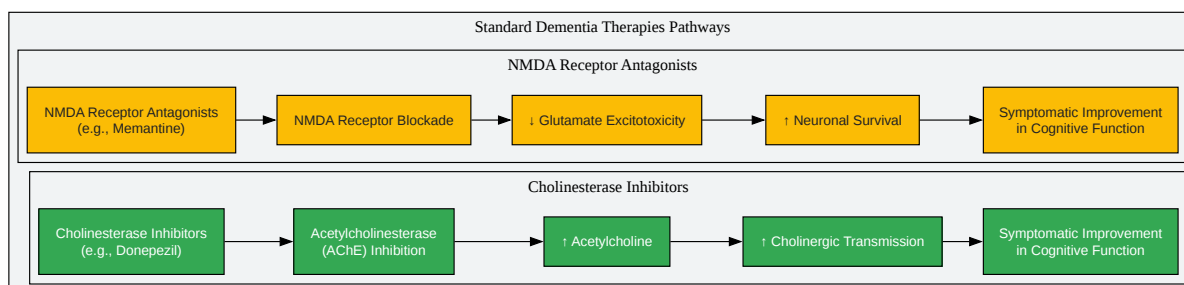 Standard Dementia Therapies Pathways
NMDA Receptor Antagonists
NMDA Receptor Antagonists
(e.g., Memantine)
NMDA Receptor Blockade
↓ Glutamate Excitotoxicity
↑ Neuronal Survival
Symptomatic Improvement
in Cognitive Function
Cholinesterase Inhibitors
Cholinesterase Inhibitors
(e.g., Donepezil)
Acetylcholinesterase
(AChE) Inhibition
↑ Acetylcholine
↑ Cholinergic Transmission
Symptomatic Improvement
in Cognitive Function